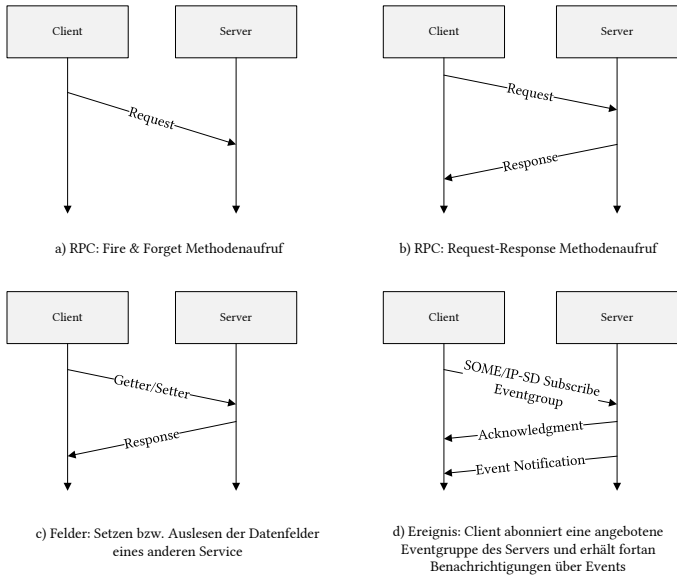 Client
Server
Request
a) RPC: Fire & Forget Methodenaufruf
Client
Server
Request
Response
b) RPC: Request-Response Methodenaufruf
Client
Server
Getter/Setter
Response
c) Felder: Setzen bzw. Auslesen der Datenfelder
eines anderen Service
Client
Server
SOME/IP-SD Subscribe
Eventgroup
Acknowledgment
Event Notification
d) Ereignis: Client abonniert eine angebotene
Eventgruppe des Servers und erhält fortan
Benachrichtigungen über Events